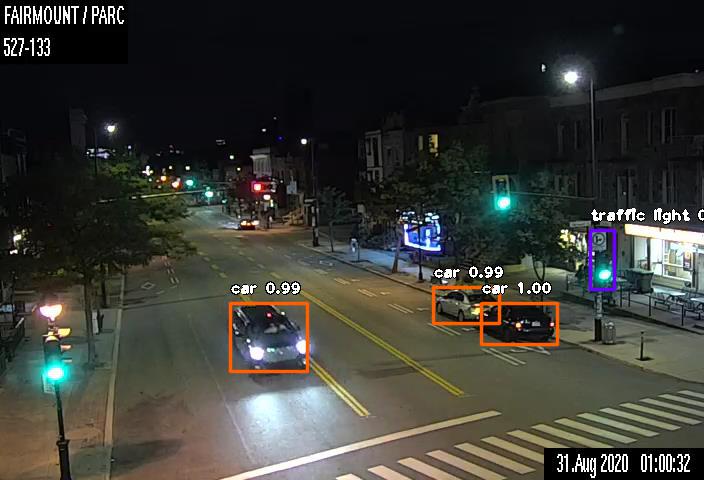 FAIRMOUNT / PARC
527-133
traffic light 0
car 0.99
car 0.99
car 1.00
31.Aug 2020 01:00:32